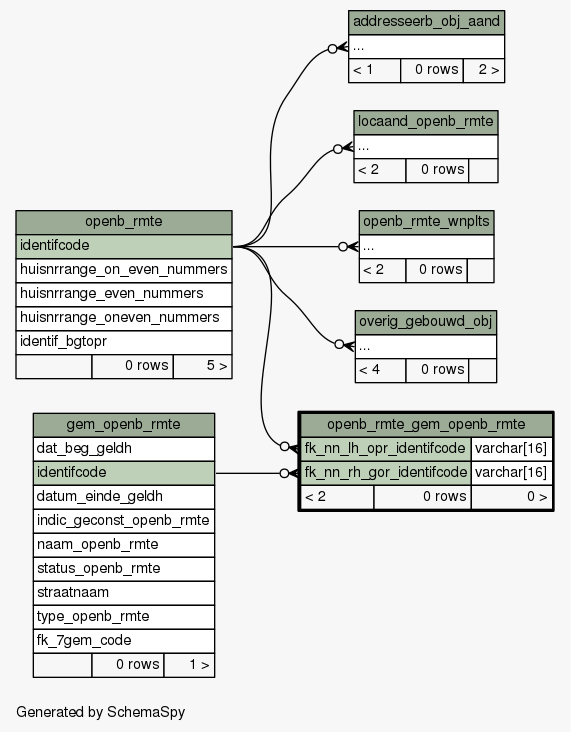 addresseerb_obj_aand
...
< 1 0 rows 2 >
locaand_openb_rmte
...
< 2 0 rows
openb_rmte
identifcode
huisnrrange_on_even_nummers
huisnrrange_even_nummers
huisnrrange_oneven_nummers
identif_bgtopr
0 rows 5 >
openb_rmte_wnplts
...
< 2 0 rows
overig_gebouwd_obj
...
< 4 0 rows
gem_openb_rmte
dat_beg_geldh
identifcode
datum_einde_geldh
indic_geconst_openb_rmte
naam_openb_rmte
status_openb_rmte
straatnaam
type_openb_rmte
fk_7gem_code
0 rows 1 >
openb_rmte_gem_openb_rmte
fk_nn_lh_opr_identifcode varchar[16]
fk_nn_rh_gor_identifcode varchar[16]
< 2 0 rows 0 >
Generated by SchemaSpy